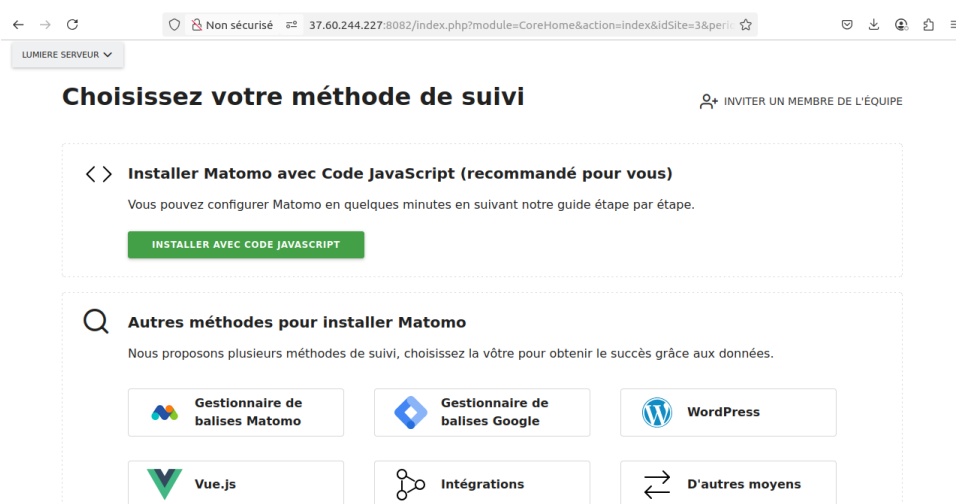 Non sécurisé 37.60.244.227:8082/index.php?module=CoreHome&action=index&idSite=3&peri
LUMIERE SERVEUR
Choisissez votre méthode de suivi
INVITER UN MEMBRE DE L'ÉQUIPE
Installer Matomo avec Code JavaScript (recommandé pour vous)
Vous pouvez configurer Matomo en quelques minutes en suivant notre guide étape par étape.
INSTALLER AVEC CODE JAVASCRIPT
Autres méthodes pour installer Matomo
Nous proposons plusieurs méthodes de suivi, choisissez la vôtre pour obtenir le succès grâce aux données.
Gestionnaire de
balises Matomo
Gestionnaire de
balises Google
WordPress
Vue.js
Intégrations
D'autres moyens